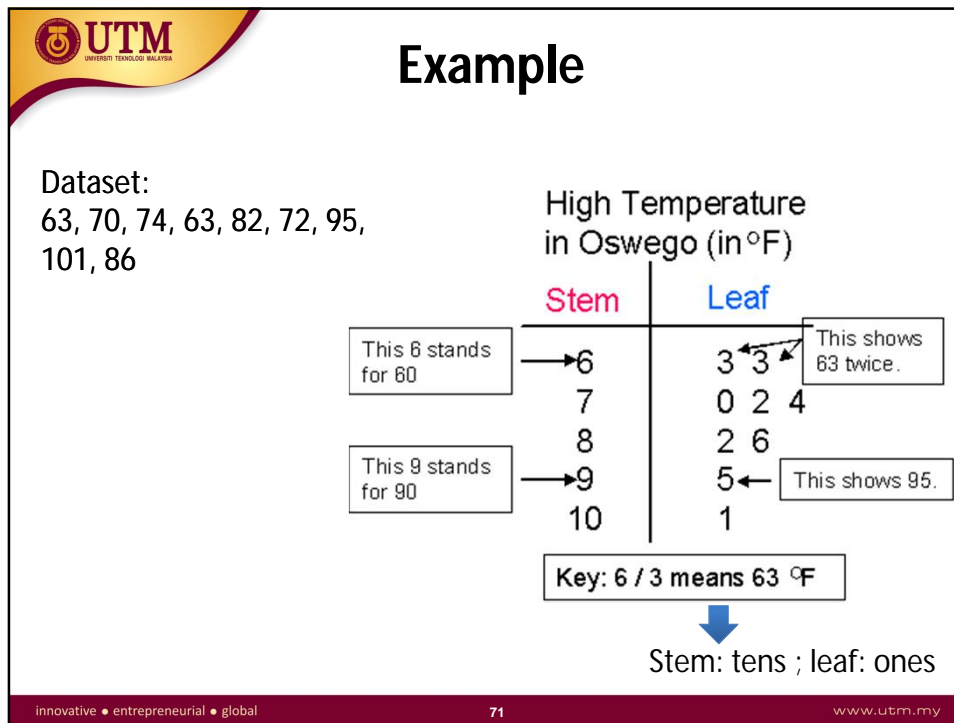 UTM
UNIVERSITI TEKNOLOGI MALAYSIA
Example
Dataset:
63, 70, 74, 63, 82, 72, 95,
101, 86
High Temperature
in Oswego (in °F)
Stem Leaf
This 6 stands
for 60
6 3 3
This shows
63 twice.
7 0 2 4
8 2 6
This 9 stands
for 90
9 5
This shows 95.
10 1
Key: 6 / 3 means 63 °F
Stem: tens ; leaf: ones
innovative ● entrepreneurial ● global 71 www.utm.my